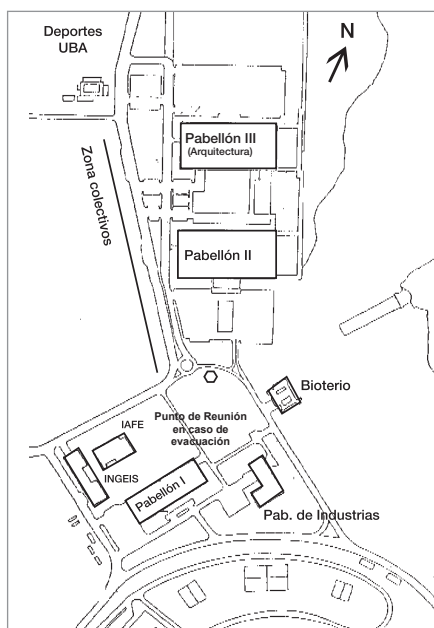 Deportes
UBA
N
Pabellón III
(Arquitectura)
Zona colectivos
Pabellón II
Bioterio
Punto de Reunión
en caso de
evacuación
IAFE
INGEIS
Pabellón I
Pab. de Industrias